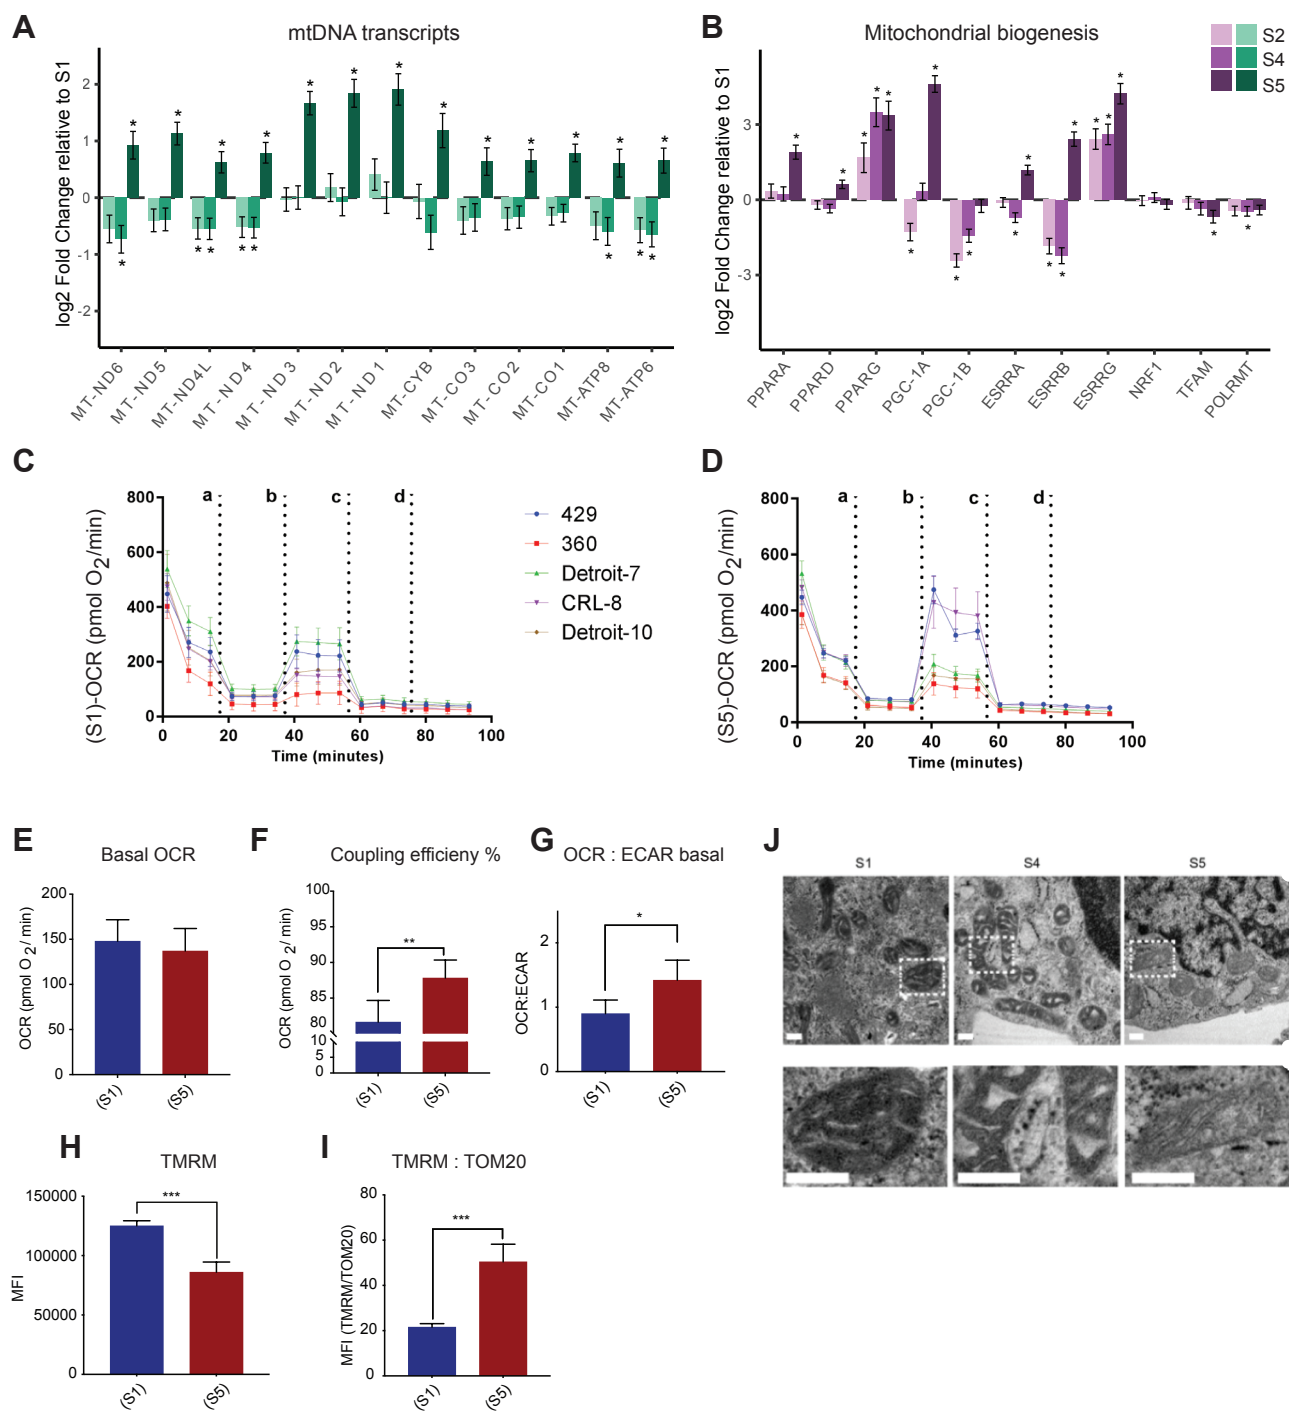 A
mtDNA transcripts
log2 Fold Change relative to S1
2
1
0
-1
-2
* * * * * * * * * * * * *
* * * * * * * * *
MT-ND6
MT-ND5
MT-ND4L
MT-ND4
MT-ND3
MT-ND2
MT-ND1
MT-CYB
MT-CO3
MT-CO2
MT-CO1
MT-ATP8
MT-ATP6
B
Mitochondrial biogenesis
S2
S4
S5
log2 Fold Change relative to S1
3
0
-3
PPARA
PPARD
PPARG
PGC-1A
PGC-1B
ESRRA
ESRRB
ESRRG
NRF1
TFAM
POLRMT
C
(S1)-OCR (pmol O2/min)
800
600
400
200
0
a b c d
0 20 40 60 80 100
Time (minutes)
429
360
Detroit-7
CRL-8
Detroit-10
D
(S5)-OCR (pmol O2/min)
800
600
400
200
0
a b c d
0 20 40 60 80 100
Time (minutes)
E
Basal OCR
OCR (pmol O2/ min)
200
150
100
50
0
(S1)
(S5)
F
Coupling efficieny %
OCR (pmol O2/ min)
100
95
90
85
80
10
5
0
**
(S1)
(S5)
G
OCR : ECAR basal
OCR:ECAR
2
1
0
*
(S1)
(S5)
H
TMRM
MFI
150000
100000
50000
0
***
(S1)
(S5)
I
TMRM : TOM20
MFI (TMRM/TOM20)
80
60
40
20
0
***
(S1)
(S5)
J
S1
S4
S5